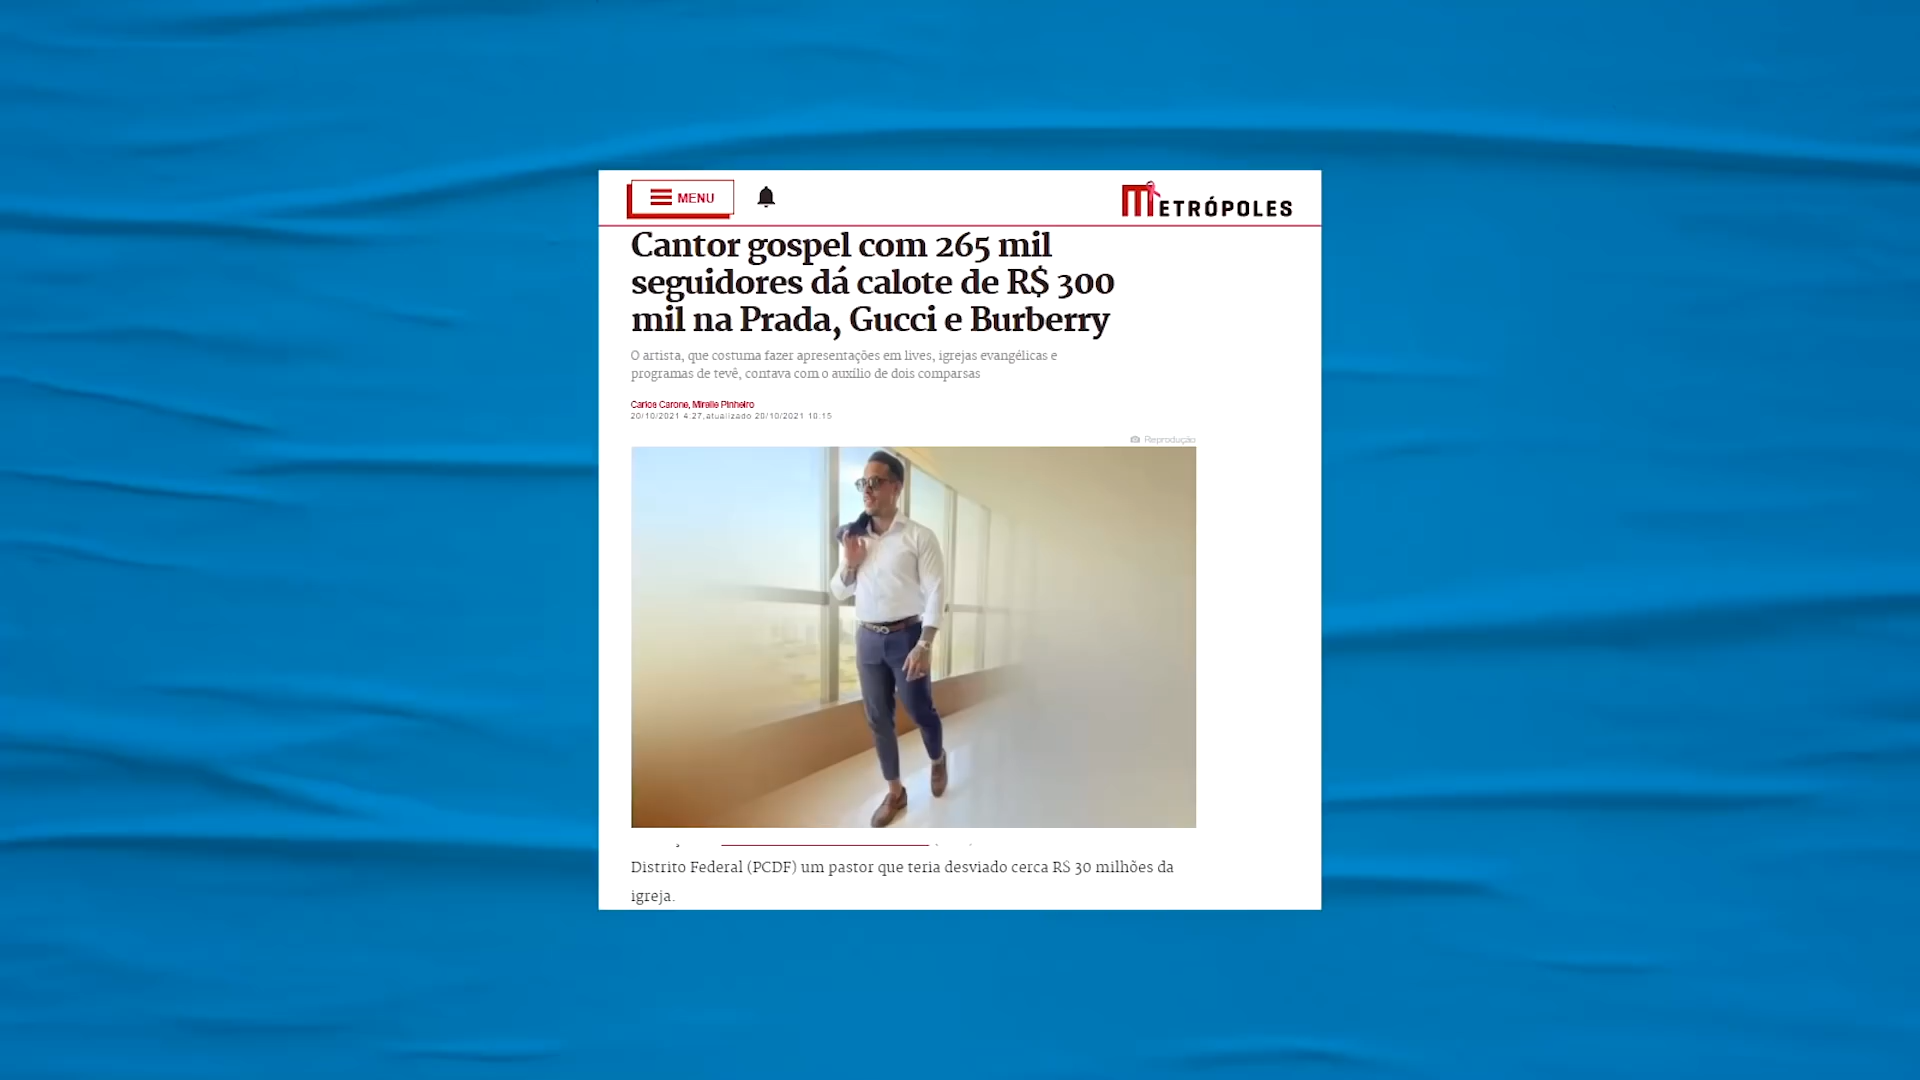 MENU
METRÓPOLES
Cantor gospel com 265 mil
seguidores dá calote de R$ 300
mil na Prada, Gucci e Burberry
O artista, que costuma fazer apresentações em lives, igrejas evangélicas e
programas de tevê, contava com o auxílio de dois comparsas
Carlos Carone, Mirelle Pinheiro
20/10/2021 4:27, atualizado 20/10/2021 10:15
Reprodução
Distrito Federal (PCDF) um pastor que teria desviado cerca R$ 30 milhões da
igreja.